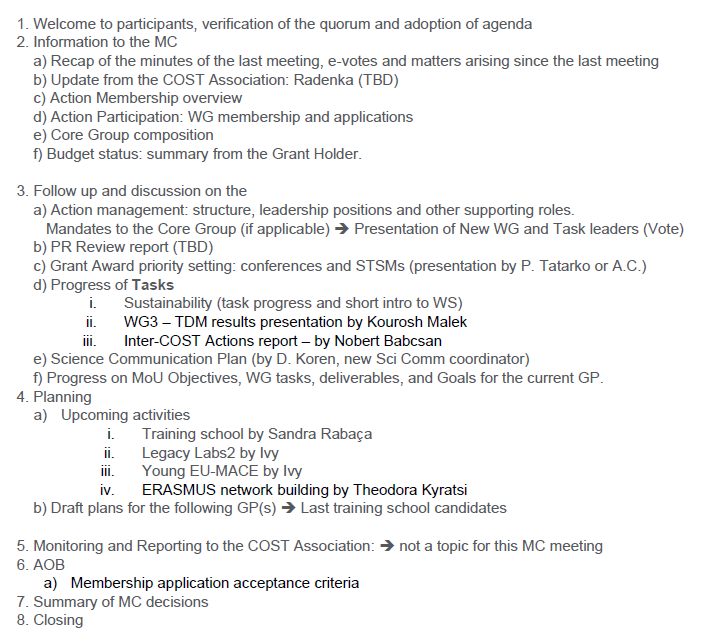 1. Welcome to participants, verification of the quorum and adoption of agenda
2. Information to the MC
a) Recap of the minutes of the last meeting, e-votes and matters arising since the last meeting
b) Update from the COST Association: Radenka (TBD)
c) Action Membership overview
d) Action Participation: WG membership and applications
e) Core Group composition
f) Budget status: summary from the Grant Holder.
3. Follow up and discussion on the
a) Action management: structure, leadership positions and other supporting roles.
Mandates to the Core Group (if applicable) ➔ Presentation of New WG and Task leaders (Vote)
b) PR Review report (TBD)
c) Grant Award priority setting: conferences and STSMs (presentation by P. Tatarko or A.C.)
d) Progress of Tasks
i. Sustainability (task progress and short intro to WS)
ii. WG3 – TDM results presentation by Kourosh Malek
iii. Inter-COST Actions report – by Nobert Babcsan
e) Science Communication Plan (by D. Koren, new Sci Comm coordinator)
f) Progress on MoU Objectives, WG tasks, deliverables, and Goals for the current GP.
4. Planning
a) Upcoming activities
i. Training school by Sandra Rabaça
ii. Legacy Labs2 by Ivy
iii. Young EU-MACE by Ivy
iv. ERASMUS network building by Theodora Kyratsi
b) Draft plans for the following GP(s) ➔ Last training school candidates
5. Monitoring and Reporting to the COST Association: ➔ not a topic for this MC meeting
6. AOB
a) Membership application acceptance criteria
7. Summary of MC decisions
8. Closing